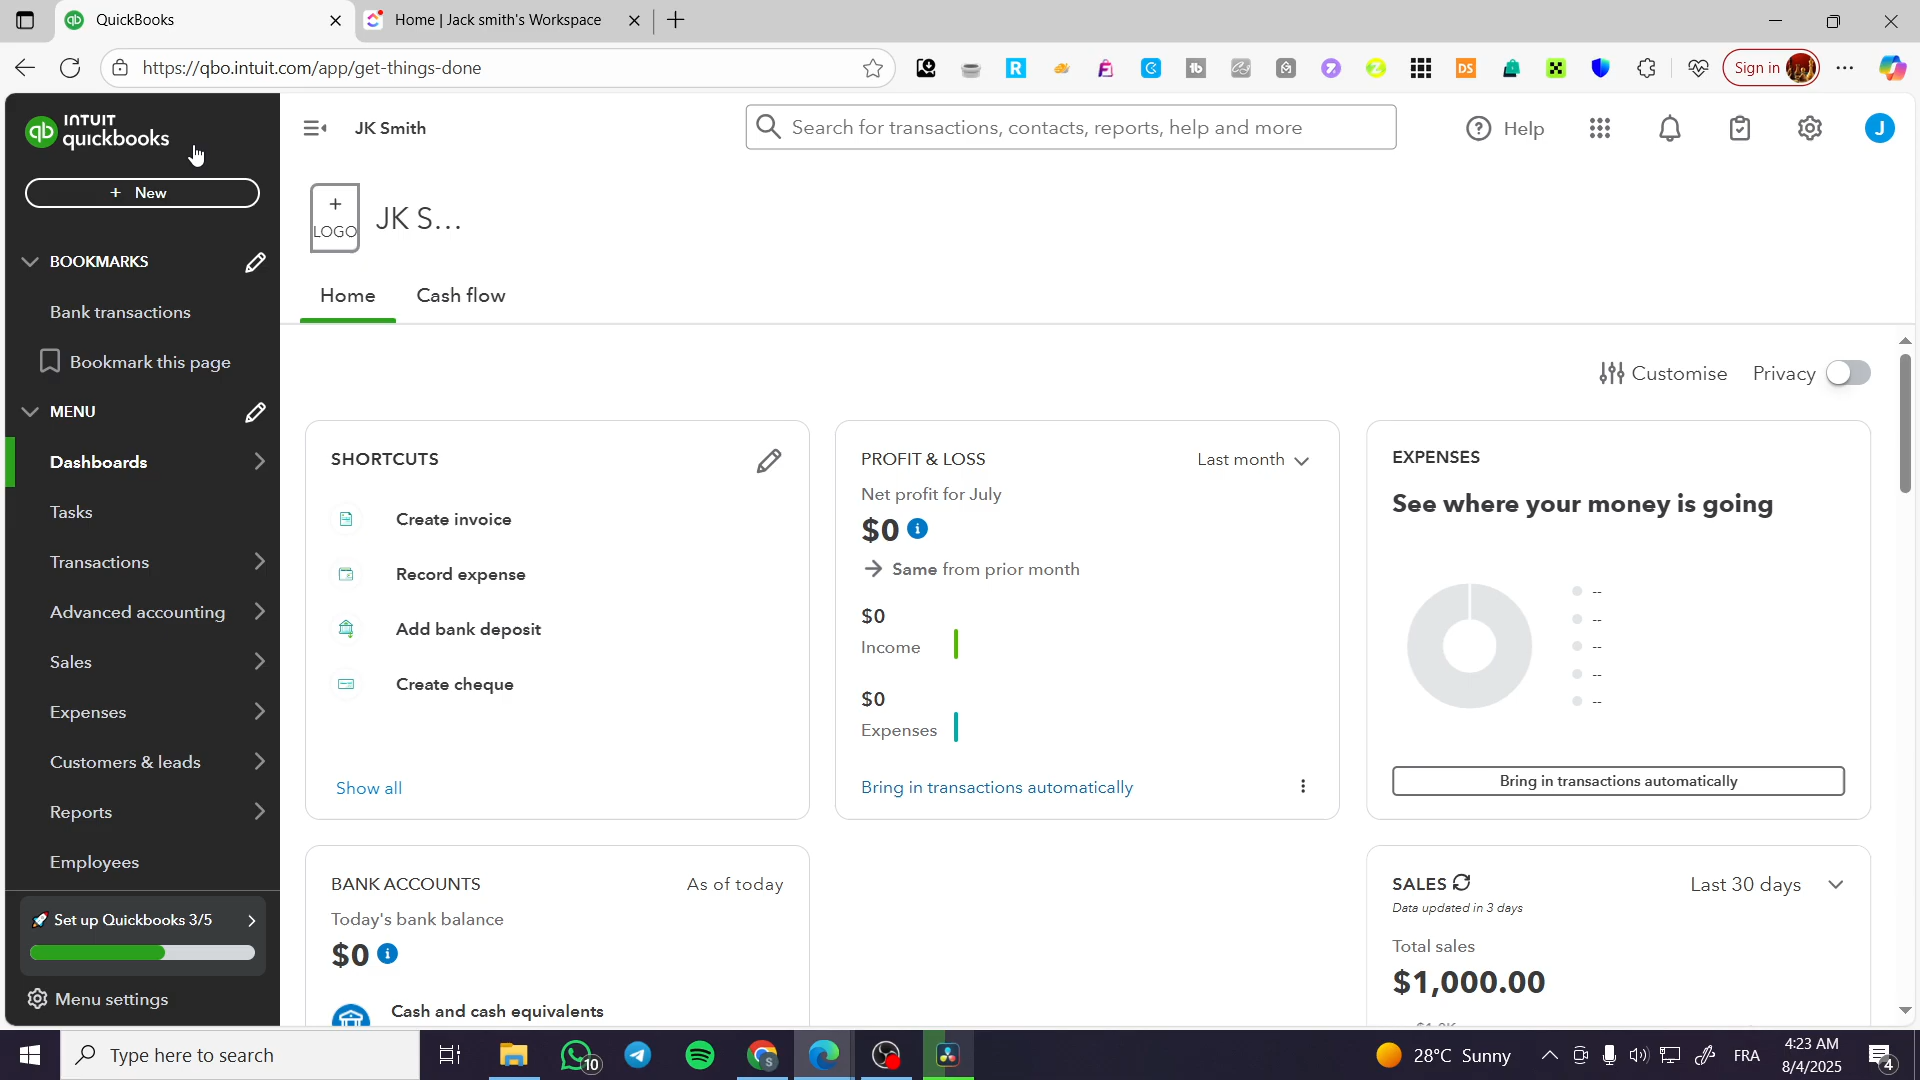 QuickBooks
Home | Jack smith's Workspace
https://qbo.intuit.com/app/get-things-done
Sign in
INTUIT
quickbooks
JK Smith
Search for transactions, contacts, reports, help and more
Help
J
+ New
+
LOGO
JK S...
BOOKMARKS
Home
Cash flow
Bank transactions
Bookmark this page
Customise
Privacy
MENU
Dashboards
Tasks
Transactions
Advanced accounting
Sales
Expenses
Customers & leads
Reports
Employees
Set up Quickbooks 3/5
Menu settings
SHORTCUTS
Create invoice
Record expense
Add bank deposit
Create cheque
Show all
PROFIT & LOSS
Last month
Net profit for July
$0
Same from prior month
$0
Income
$0
Expenses
Bring in transactions automatically
EXPENSES
See where your money is going
--
--
--
--
--
Bring in transactions automatically
BANK ACCOUNTS
As of today
Today's bank balance
$0
Cash and cash equivalents
SALES
Last 30 days
Data updated in 3 days
Total sales
$1,000.00
Type here to search
10
28°C Sunny
FRA
4:23 AM
8/4/2025
4